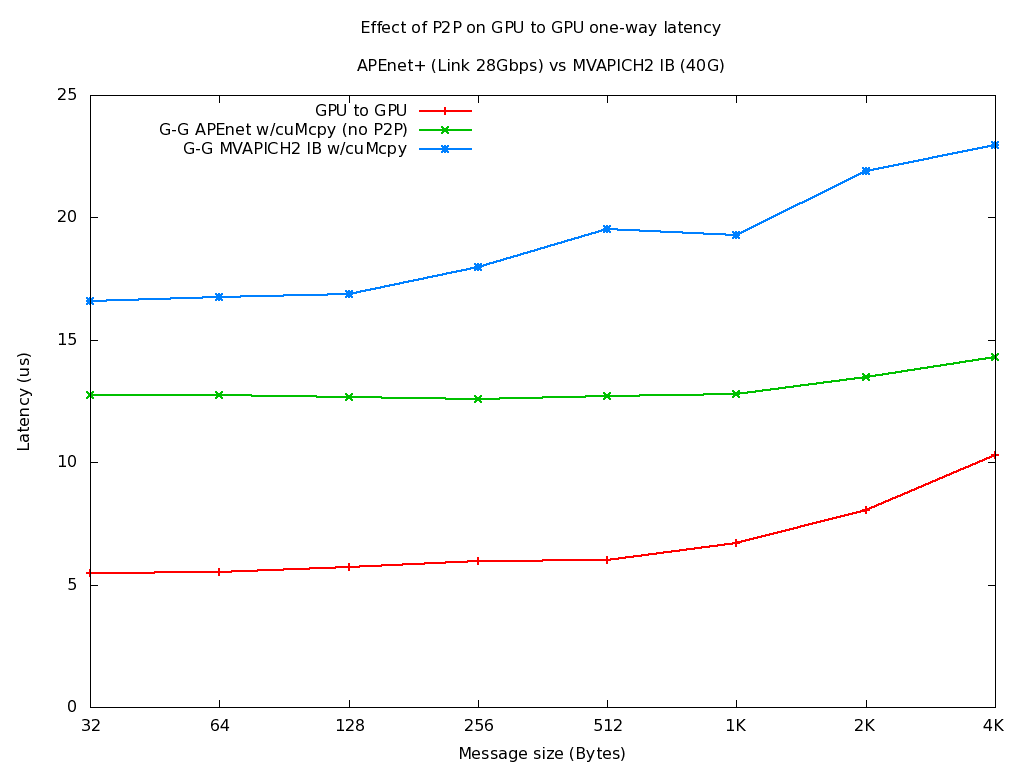 Effect of P2P on GPU to GPU one-way latency
APEnet+ (Link 28Gbps) vs MVAPICH2 IB (40G)
GPU to GPU
G-G APEnet w/cuMcpy (no P2P)
G-G MVAPICH2 IB w/cuMcpy
25
20
15
10
5
0
Latency (us)
32 64 128 256 512 1K 2K 4K
Message size (Bytes)